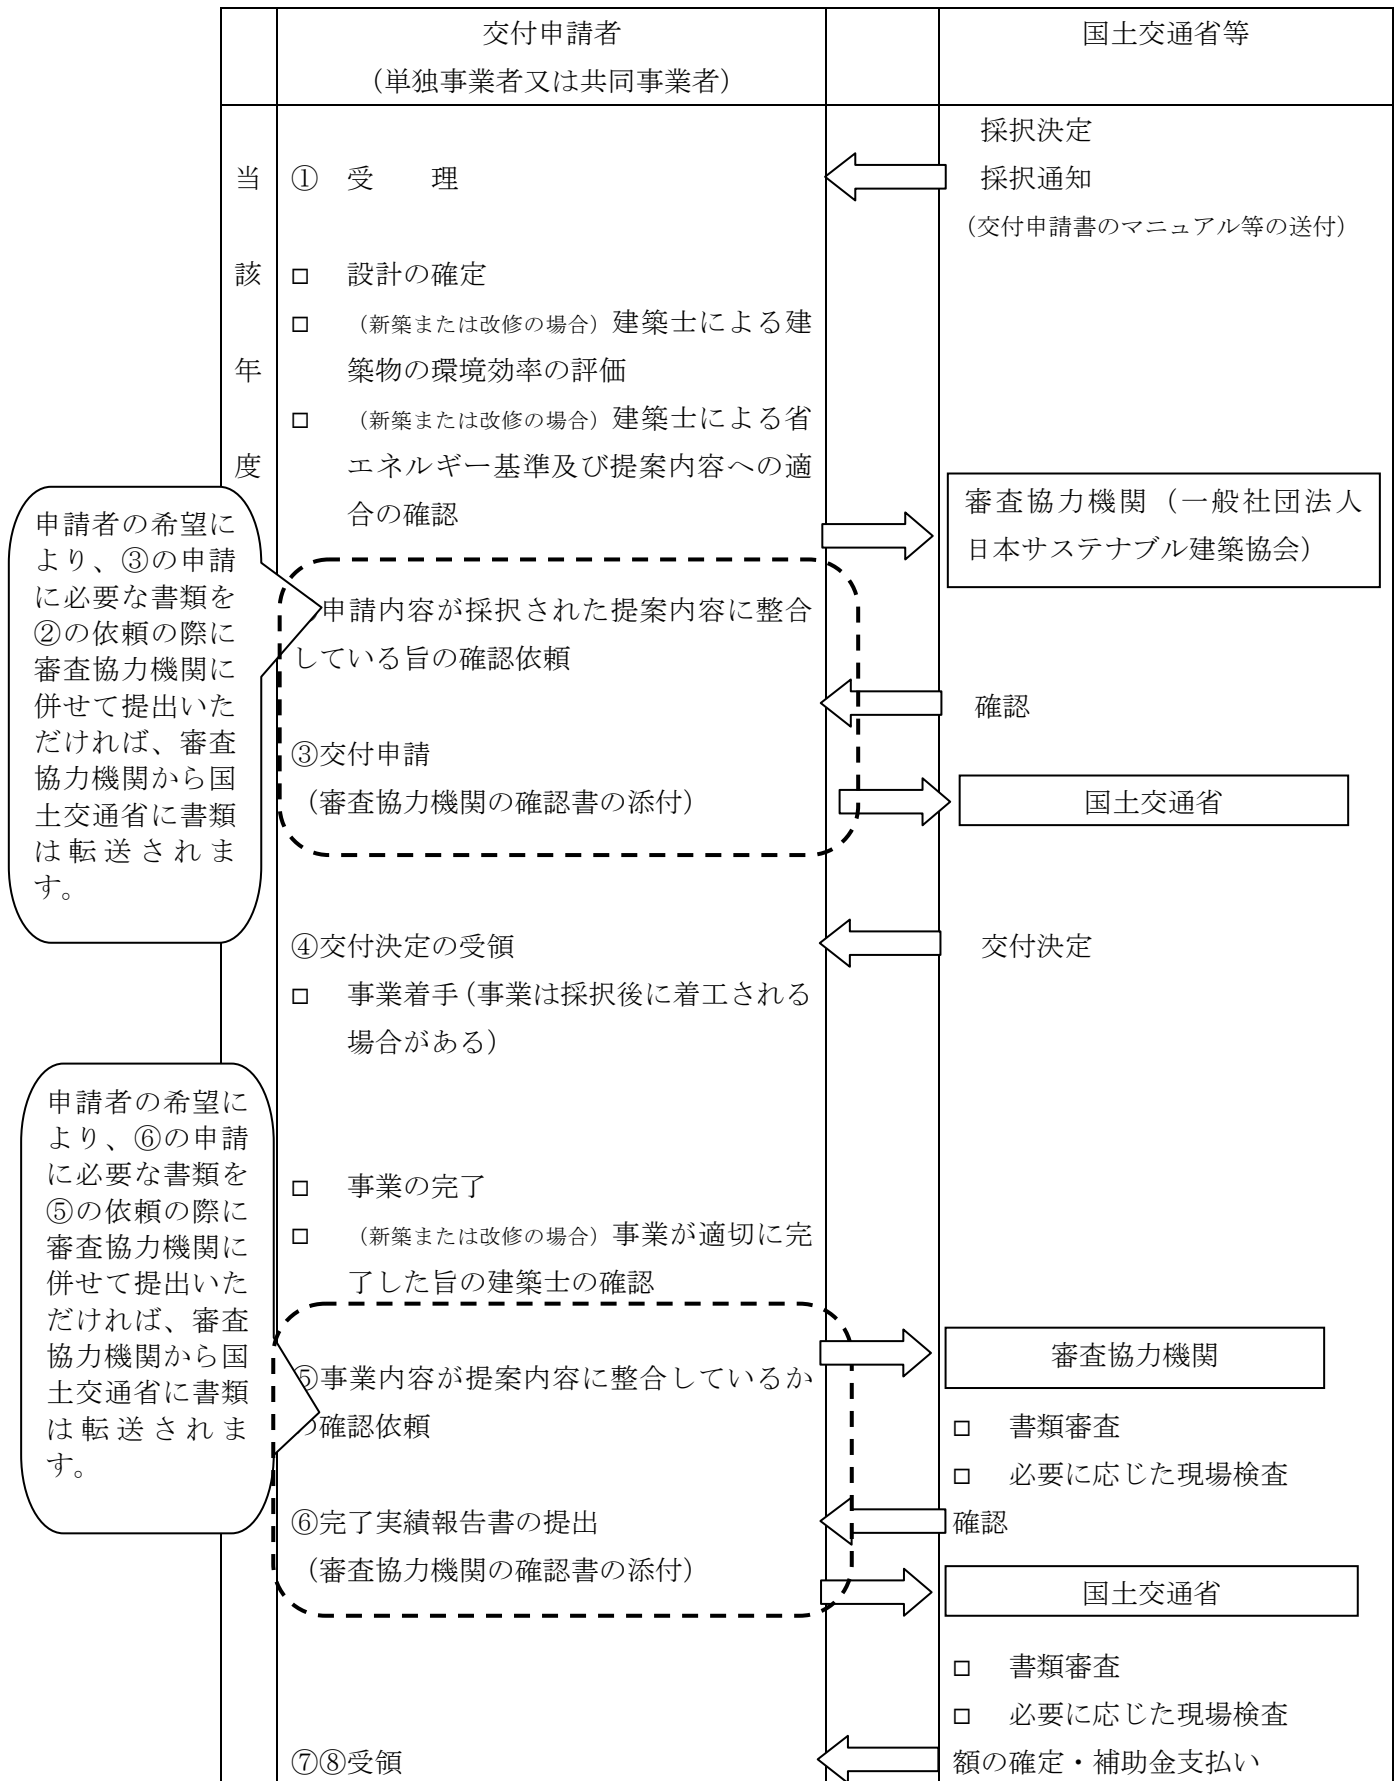 交付申請者
（単独事業者又は共同事業者）
国土交通省等
当
該
年
度
① 受　　理
採択決定
採択通知
（交付申請書のマニュアル等の送付）
□ 設計の確定
□ （新築または改修の場合）建築士による建
築物の環境効率の評価
□ （新築または改修の場合）建築士による省
エネルギー基準及び提案内容への適
合の確認
審査協力機関（一般社団法人
日本サステナブル建築協会）
申請者の希望に
より、③の申請
に必要な書類を
②の依頼の際に
審査協力機関に
併せて提出いた
だければ、審査
協力機関から国
土交通省に書類
は転送されま
す。
申請内容が採択された提案内容に整合
している旨の確認依頼
確認
③交付申請
（審査協力機関の確認書の添付）
国土交通省
④交付決定の受領
交付決定
□ 事業着手（事業は採択後に着工される
場合がある）
申請者の希望に
より、⑥の申請
に必要な書類を
⑤の依頼の際に
審査協力機関に
併せて提出いた
だければ、審査
協力機関から国
土交通省に書類
は転送されま
す。
□ 事業の完了
□ （新築または改修の場合）事業が適切に完
了した旨の建築士の確認
⑤事業内容が提案内容に整合しているか
の確認依頼
審査協力機関
□ 書類審査
□ 必要に応じた現場検査
確認
⑥完了実績報告書の提出
（審査協力機関の確認書の添付）
国土交通省
□ 書類審査
□ 必要に応じた現場検査
⑦⑧受領
額の確定・補助金支払い